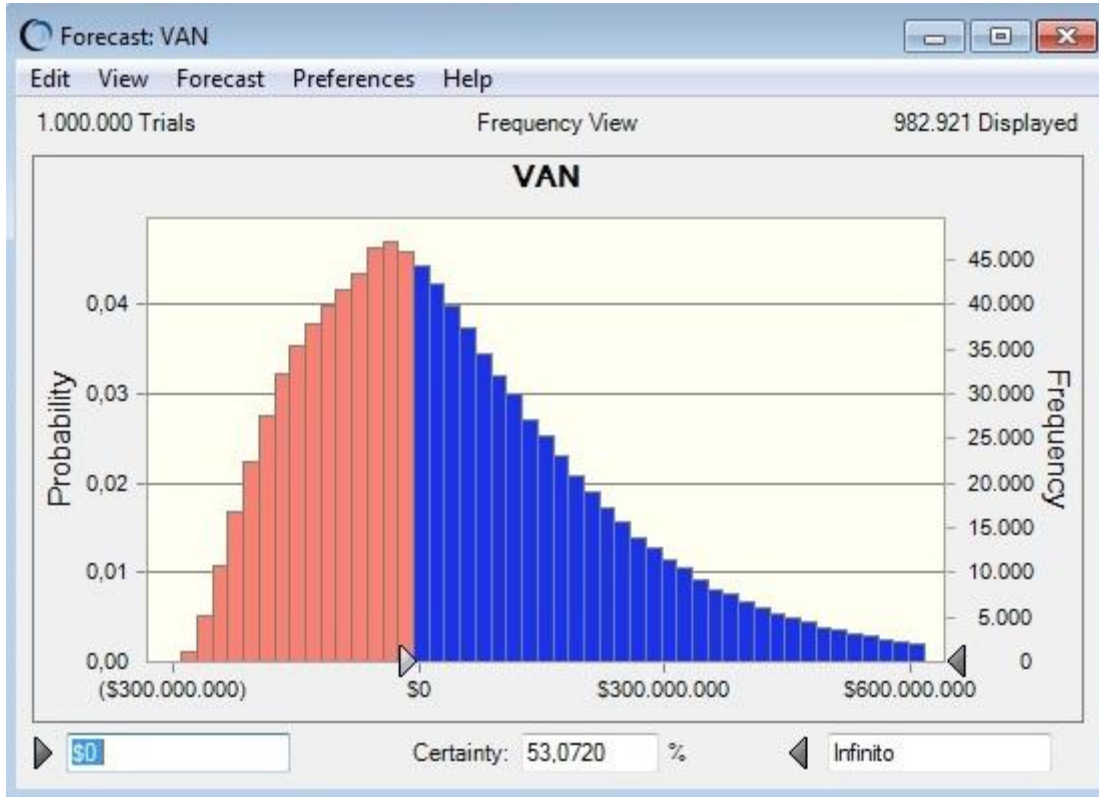 Forecast: VAN
Edit View Forecast Preferences Help
1.000.000 Trials Frequency View 982.921 Displayed
VAN
Probability
0,04
0,03
0,02
0,01
0,00
45.000
40.000
35.000
30.000
25.000
20.000
15.000
10.000
5.000
0
Frequency
($300.000.000) $0 $300.000.000 $600.000.000
$0 Certainty: 53,0720 % Infinito